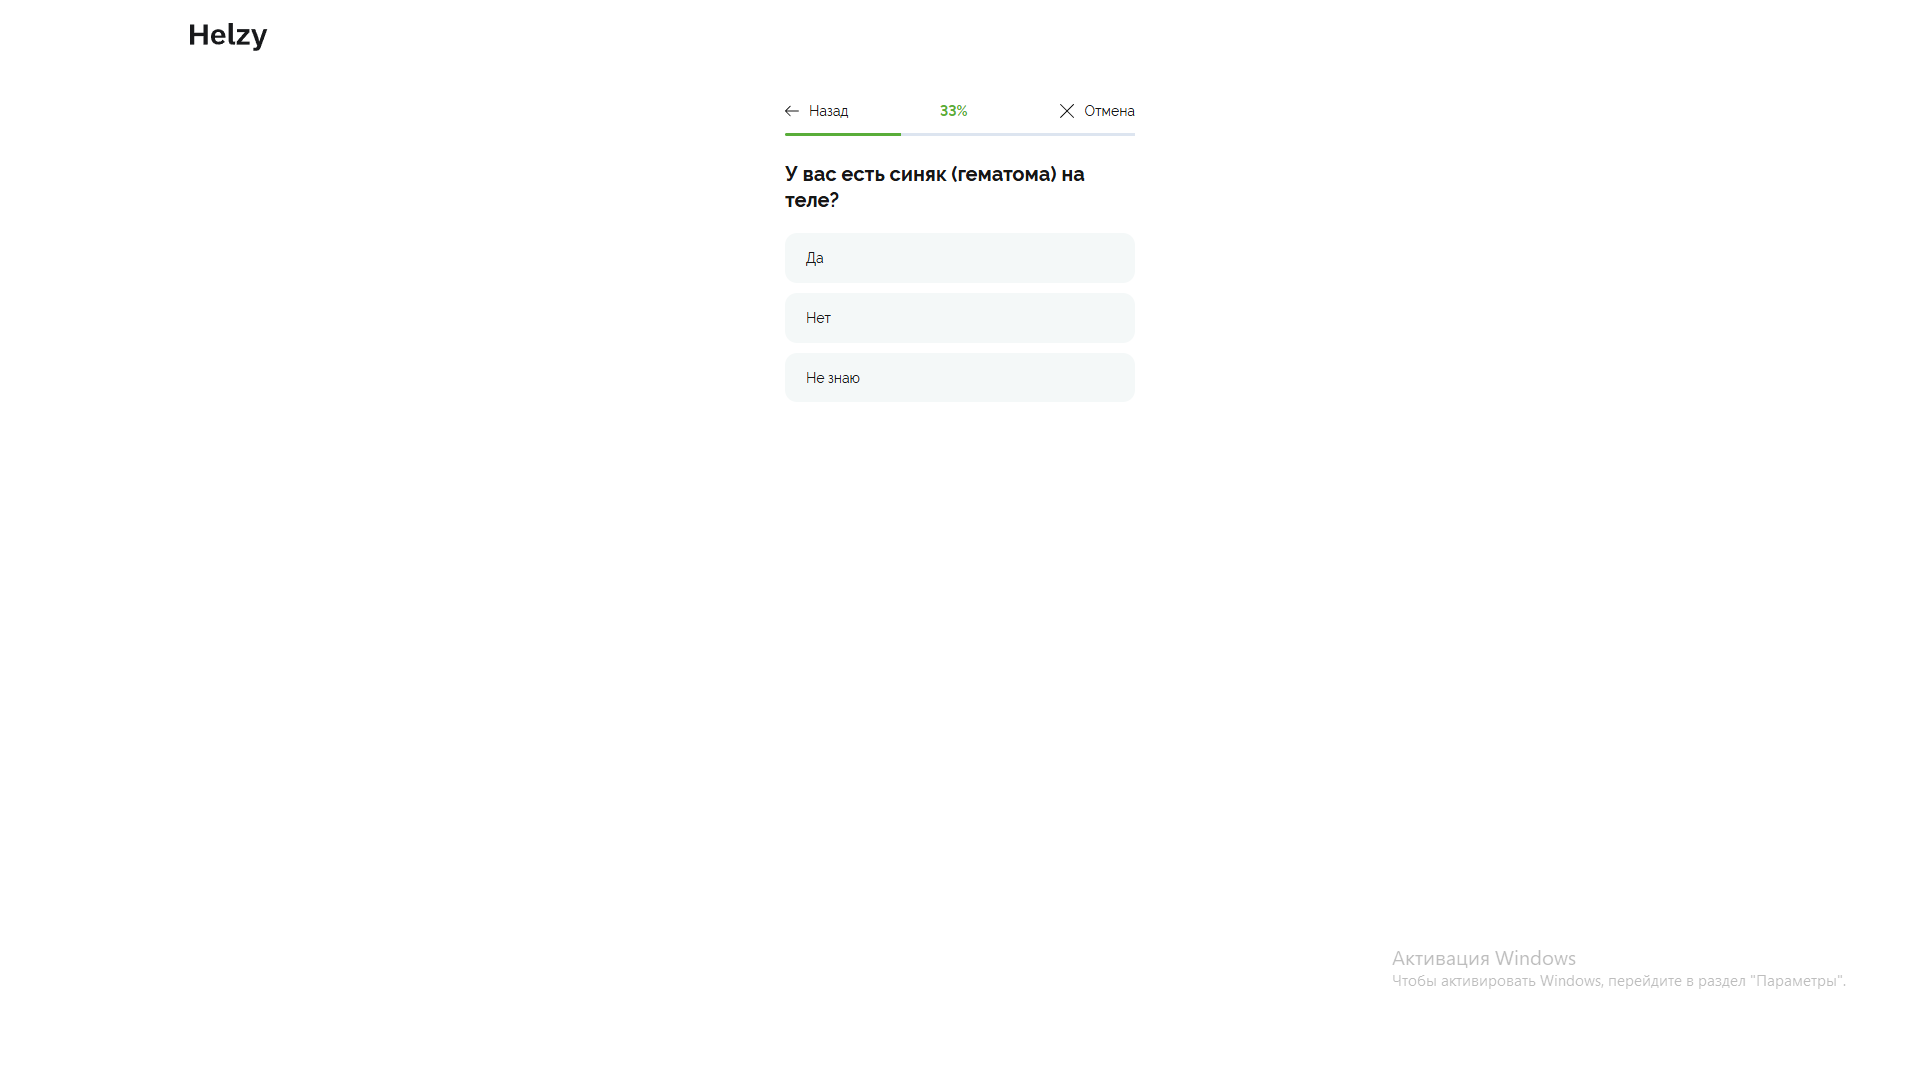 Helzy
Назад
33%
Отмена
У вас есть синяк (гематома) на
теле?
Да
Нет
Не знаю
Активация Windows
Чтобы активировать Windows, перейдите в раздел "Параметры".